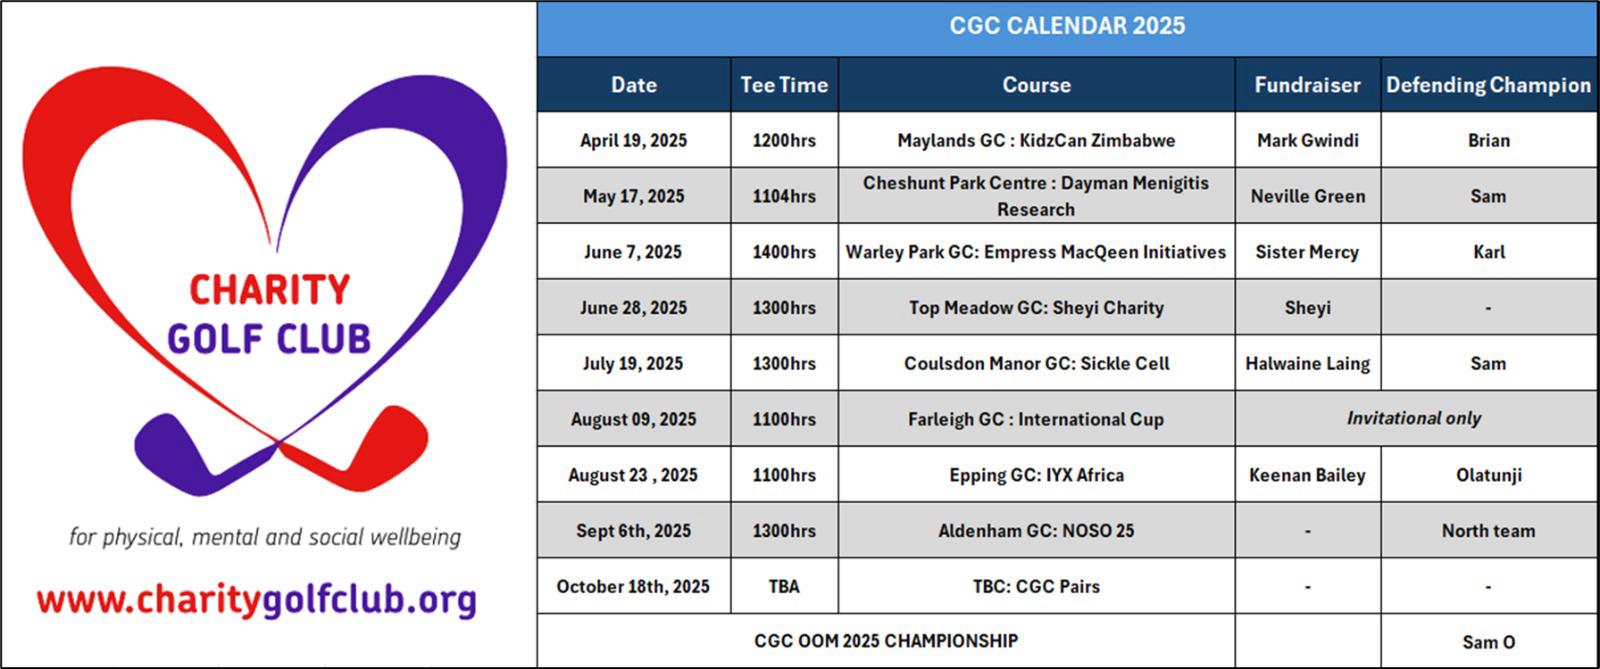 CHARITY
GOLF CLUB
for physical, mental and social wellbeing
www.charitygolfclub.org
CGC CALENDAR 2025
Date Tee Time Course Fundraiser Defending Champion
April 19, 2025 1200hrs Maylands GC : KidzCan Zimbabwe Mark Gwindi Brian
May 17, 2025 1104hrs Cheshunt Park Centre : Dayman Menigitis
Research Neville Green Sam
June 7, 2025 1400hrs Warley Park GC: Empress MacQeen Initiatives Sister Mercy Karl
June 28, 2025 1300hrs Top Meadow GC: Sheyi Charity Sheyi -
July 19, 2025 1300hrs Coulsdon Manor GC: Sickle Cell Halwaine Laing Sam
August 09, 2025 1100hrs Farleigh GC : International Cup Invitational only
August 23 , 2025 1100hrs Epping GC: IYX Africa Keenan Bailey Olatunji
Sept 6th, 2025 1300hrs Aldenham GC: NOSO 25 - North team
October 18th, 2025 TBA TBC: CGC Pairs - -
CGC OOM 2025 CHAMPIONSHIP Sam O